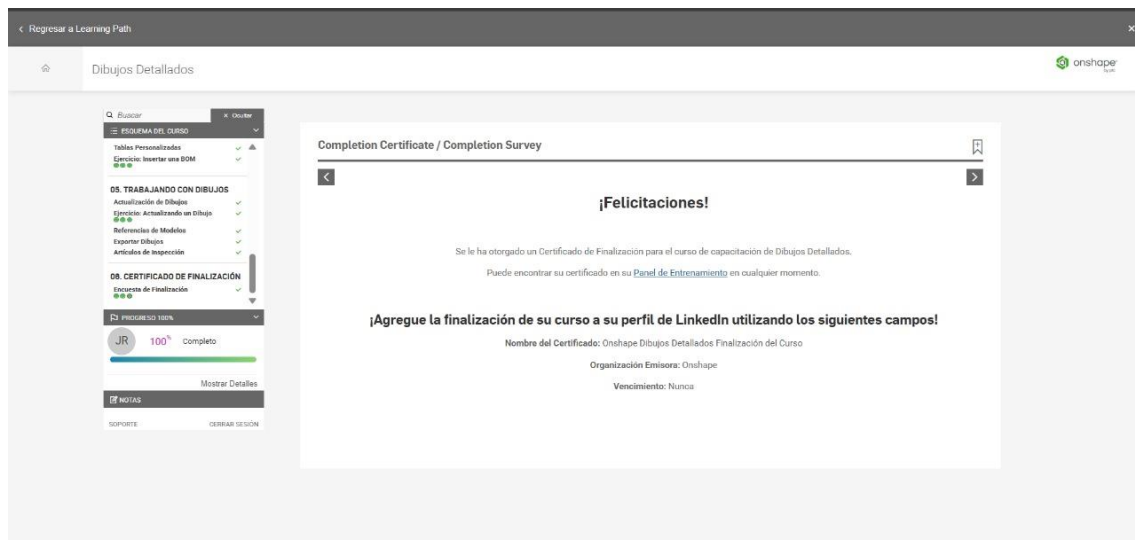 Regresar a Learning Path
Dibujos Detallados
onshape
Buscar
× Ocultar
ESQUEMA DEL CURSO
Tablas Personalizadas
Ejercicio: Insertar una BOM
05. TRABAJANDO CON DIBUJOS
Actualización de Dibujos
Ejercicio: Actualizando un Dibujo
Referencias de Modelos
Exportar Dibujos
Artículos de Inspección
06. CERTIFICADO DE FINALIZACIÓN
Encuesta de Finalización
PROGRESO 100%
JR
100% Completo
Mostrar Detalles
NOTAS
SOPORTE
CERRAR SESIÓN
Completion Certificate / Completion Survey
¡Felicitaciones!
Se le ha otorgado un Certificado de Finalización para el curso de capacitación de Dibujos Detallados.
Puede encontrar su certificado en su Panel de Entrenamiento en cualquier momento.
¡Agregue la finalización de su curso a su perfil de LinkedIn utilizando los siguientes campos!
Nombre del Certificado: Onshape Dibujos Detallados Finalización del Curso
Organización Emisora: Onshape
Vencimiento: Nunca